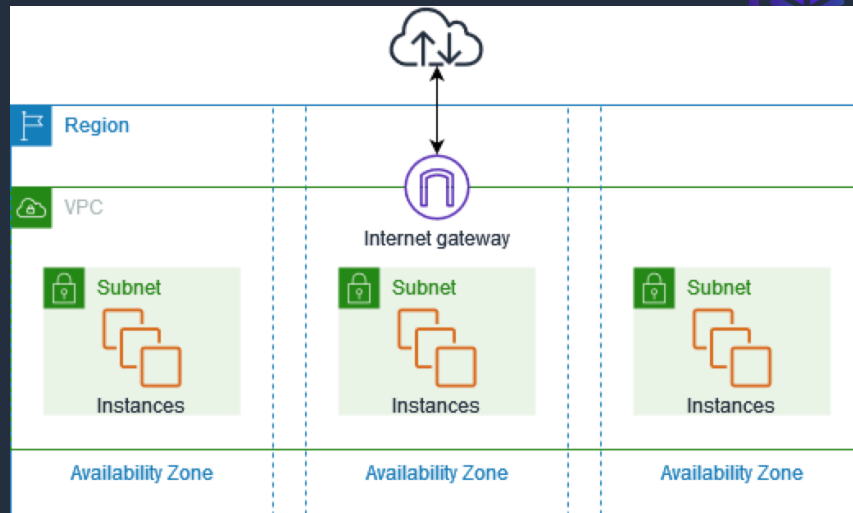 Region
VPC
Internet gateway
Subnet
Subnet
Subnet
Instances
Instances
Instances
Availability Zone
Availability Zone
Availability Zone